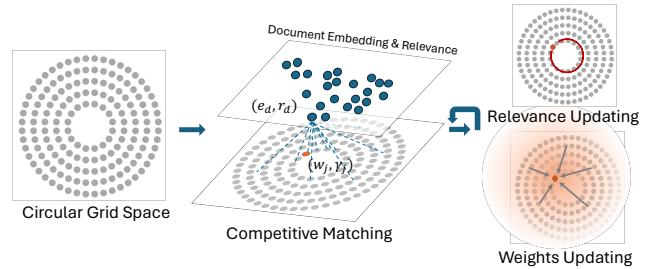 Document Embedding & Relevance
(e_d, r_d)
(w_j, γ_j)
Circular Grid Space
Competitive Matching
Relevance Updating
Weights Updating